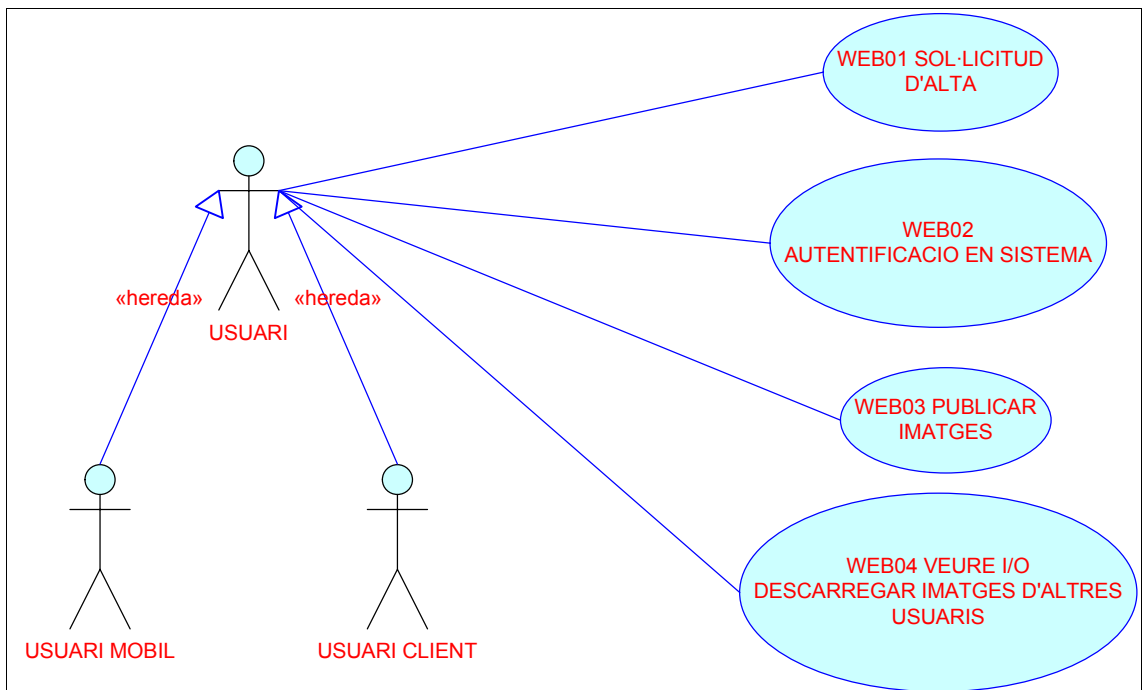 WEB01 SOL·LICITUD
D'ALTA
WEB02
AUTENTIFICACIO EN SISTEMA
«hereda»
«hereda»
USUARI
WEB03 PUBLICAR
IMATGES
WEB04 VEURE I/O
DESCARREGAR IMATGES D'ALTRES
USUARIS
USUARI MOBIL
USUARI CLIENT